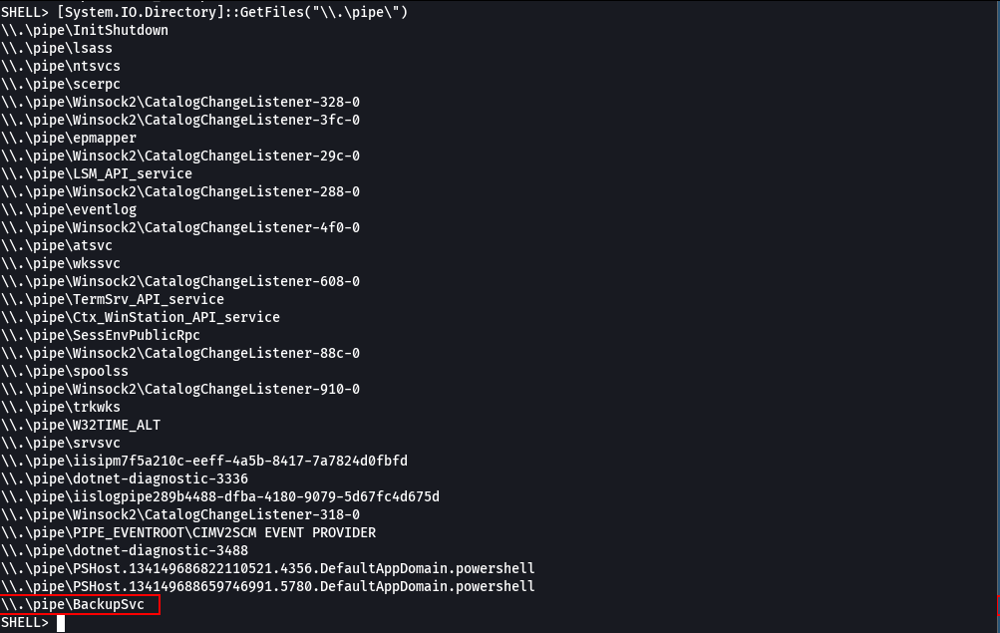 SHELL> [System.IO.Directory]::GetFiles("\\.\pipe\")
\\.\pipe\InitShutdown
\\.\pipe\lsass
\\.\pipe\ntsvcs
\\.\pipe\scerpc
\\.\pipe\Winsock2\CatalogChangeListener-328-0
\\.\pipe\Winsock2\CatalogChangeListener-3fc-0
\\.\pipe\epmapper
\\.\pipe\Winsock2\CatalogChangeListener-29c-0
\\.\pipe\LSM_API_service
\\.\pipe\Winsock2\CatalogChangeListener-288-0
\\.\pipe\eventlog
\\.\pipe\Winsock2\CatalogChangeListener-4f0-0
\\.\pipe\atsvc
\\.\pipe\wkssvc
\\.\pipe\Winsock2\CatalogChangeListener-608-0
\\.\pipe\TermSrv_API_service
\\.\pipe\Ctx_WinStation_API_service
\\.\pipe\SessEnvPublicRpc
\\.\pipe\Winsock2\CatalogChangeListener-88c-0
\\.\pipe\spoolss
\\.\pipe\Winsock2\CatalogChangeListener-910-0
\\.\pipe\trkwks
\\.\pipe\W32TIME_ALT
\\.\pipe\srvsvc
\\.\pipe\iisipm7f5a210c-eeff-4a5b-8417-7a7824d0fbfd
\\.\pipe\dotnet-diagnostic-3336
\\.\pipe\iislogpipe289b4488-dfba-4180-9079-5d67fc4d675d
\\.\pipe\Winsock2\CatalogChangeListener-318-0
\\.\pipe\PIPE_EVENTROOT\CIMV2SCM EVENT PROVIDER
\\.\pipe\dotnet-diagnostic-3488
\\.\pipe\PSHost.134149686822110521.4356.DefaultAppDomain.powershell
\\.\pipe\PSHost.134149688659746991.5780.DefaultAppDomain.powershell
\\.\pipe\BackupSvc
SHELL>